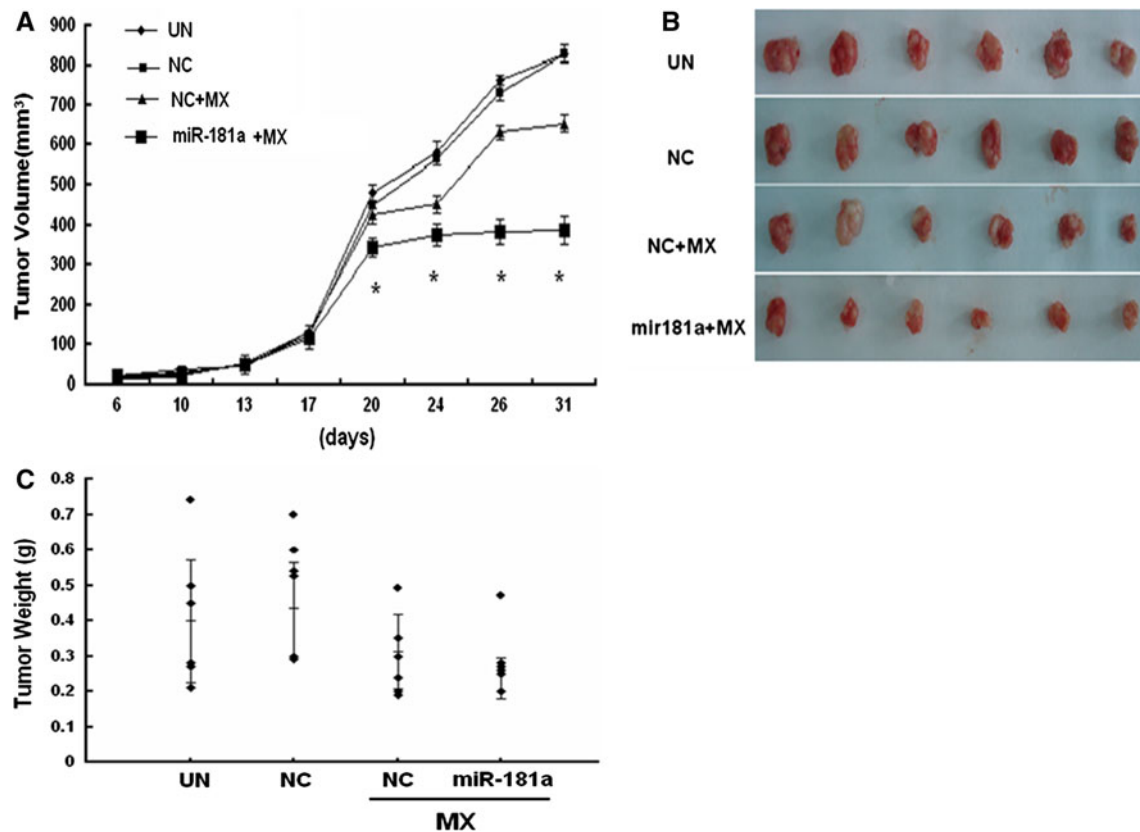 A
900
800
700
600
500
400
300
200
100
0
Tumor Volume(mm³)
UN
NC
NC+MX
miR-181a +MX
* * * *
6 10 13 17 20 24 26 31
(days)
B
UN
NC
NC+MX
mir181a+MX
C
0.8
0.7
0.6
0.5
0.4
0.3
0.2
0.1
0
Tumor Weight (g)
UN NC NC miR-181a
MX